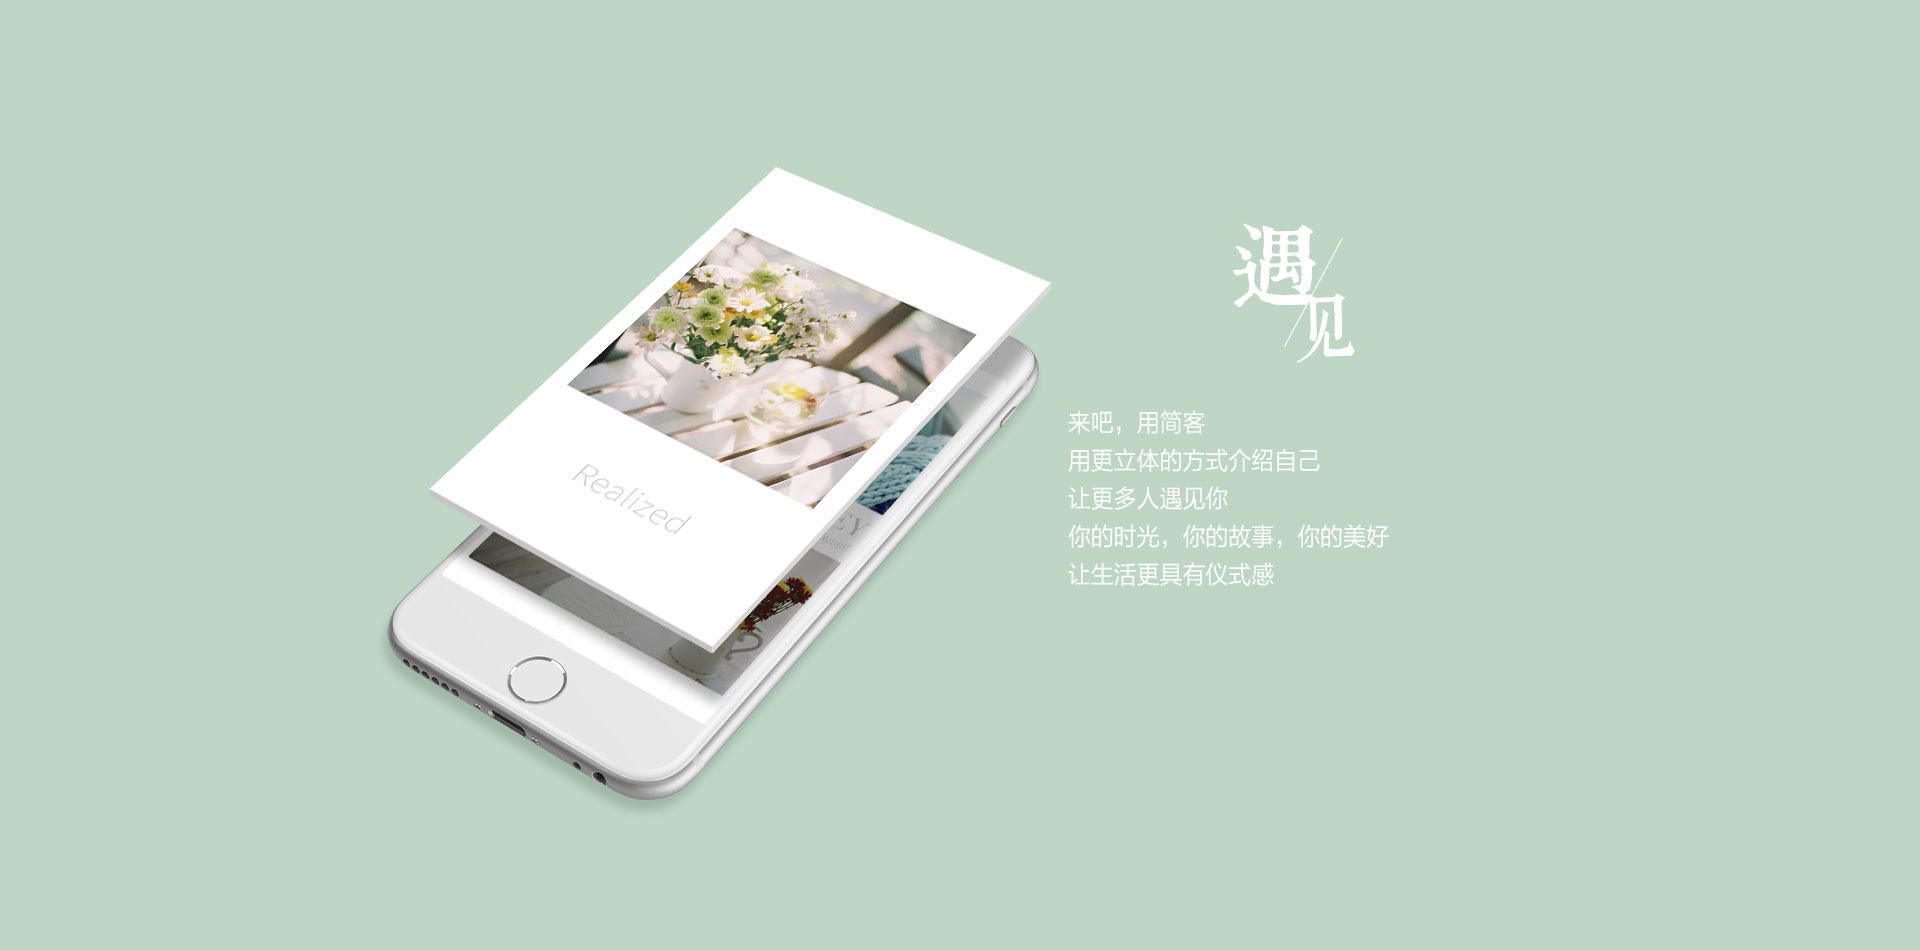 遇见
来吧，用简客
用更立体的方式介绍自己
让更多人遇见你
你的时光，你的故事，你的美好
让生活更具有仪式感
Realized
EY